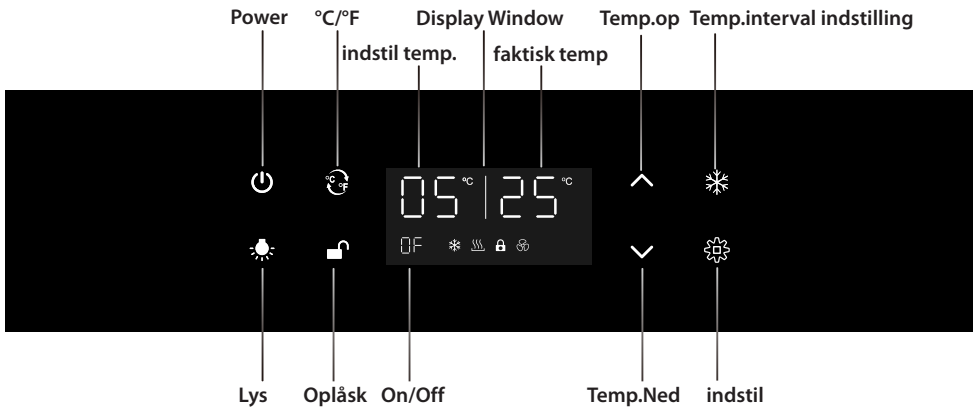 Power °C/°F Display Window Temp.op Temp.interval indstilling
indstil temp. faktisk temp
°C °F 05 °C 25 °C
0F
Lys Oplåsk On/Off Temp.Ned indstil